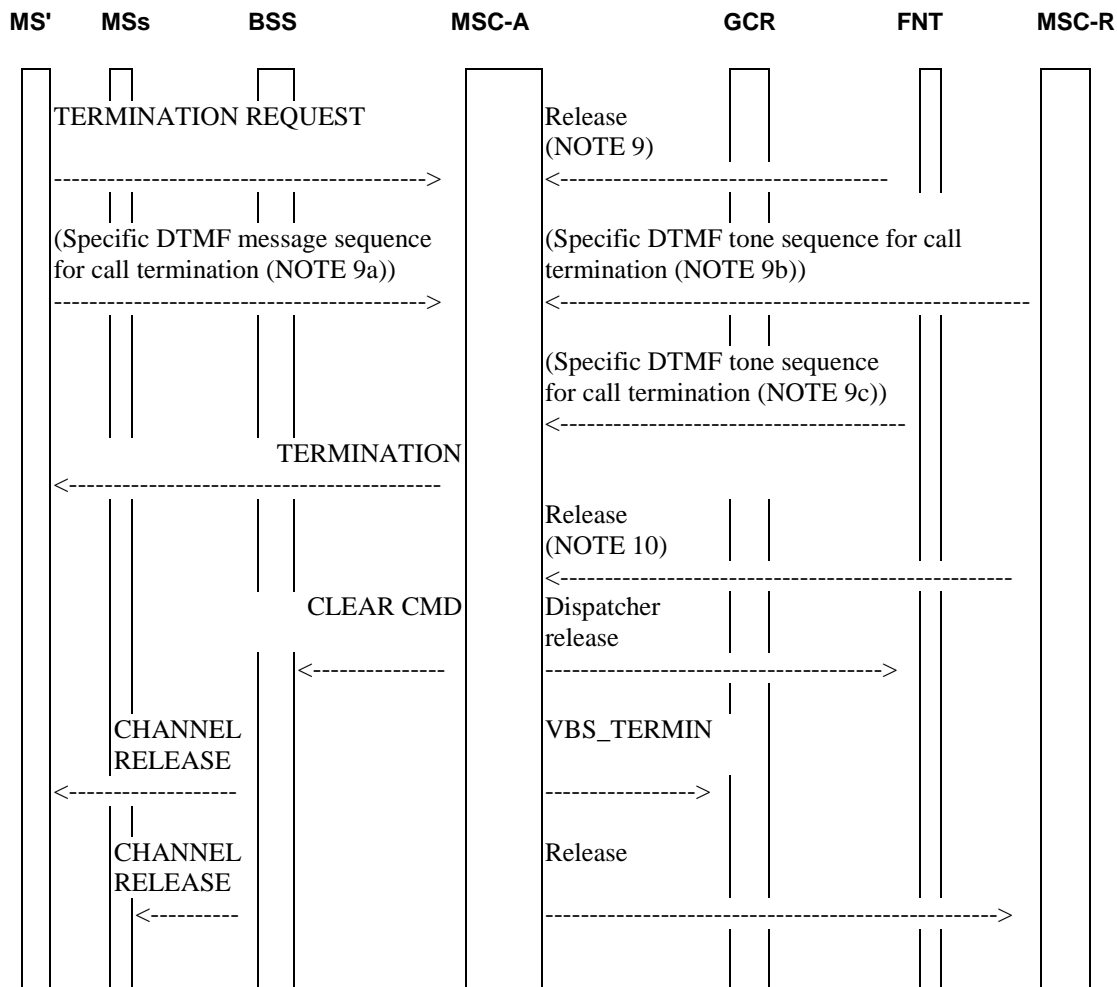 MS' MSs BSS MSC-A GCR FNT MSC-R
TERMINATION REQUEST
Release
(NOTE 9)
(Specific DTMF message sequence
for call termination (NOTE 9a))
(Specific DTMF tone sequence for call
termination (NOTE 9b))
(Specific DTMF tone sequence
for call termination (NOTE 9c))
TERMINATION
Release
(NOTE 10)
CLEAR CMD
Dispatcher
release
CHANNEL
RELEASE
VBS_TERMIN
CHANNEL
RELEASE
Release